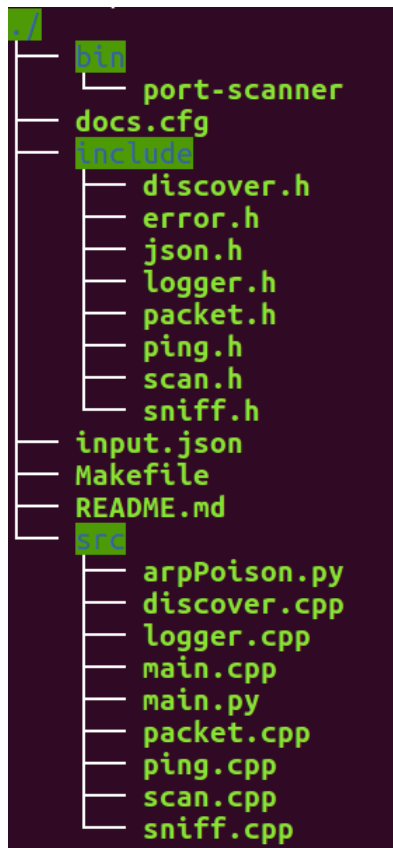 ./
bin
port-scanner
docs.cfg
include
discover.h
error.h
json.h
logger.h
packet.h
ping.h
scan.h
sniff.h
input.json
Makefile
README.md
src
arpPoison.py
discover.cpp
logger.cpp
main.cpp
main.py
packet.cpp
ping.cpp
scan.cpp
sniff.cpp